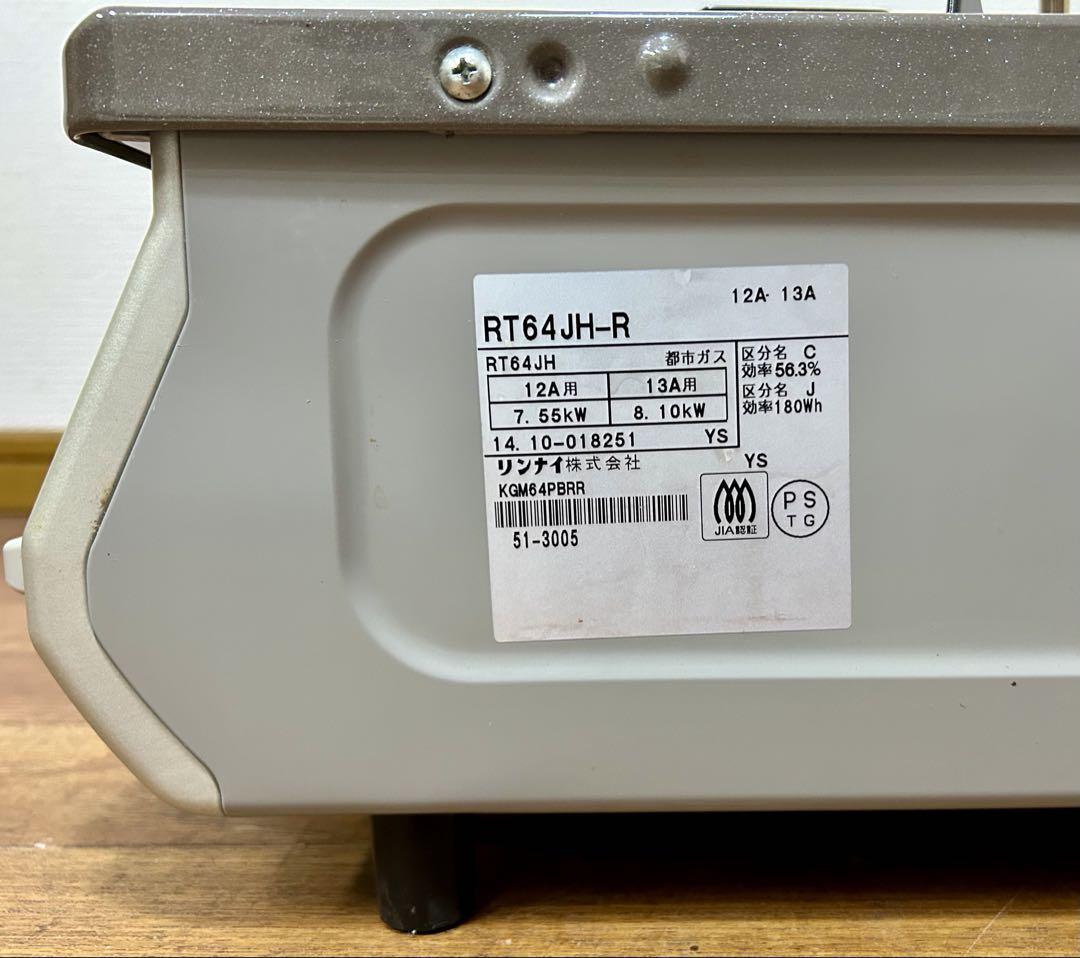 12A・13A
RT64JH-R
RT64JH 都市ガス
12A用 13A用
7.55kW 8.10kW
14.10-018251 YS
区分名 C
効率56.3%
区分名 J
効率180Wh
リンナイ株式会社
YS
KGM64PBRR
51-3005
JIA認証
PS
TG